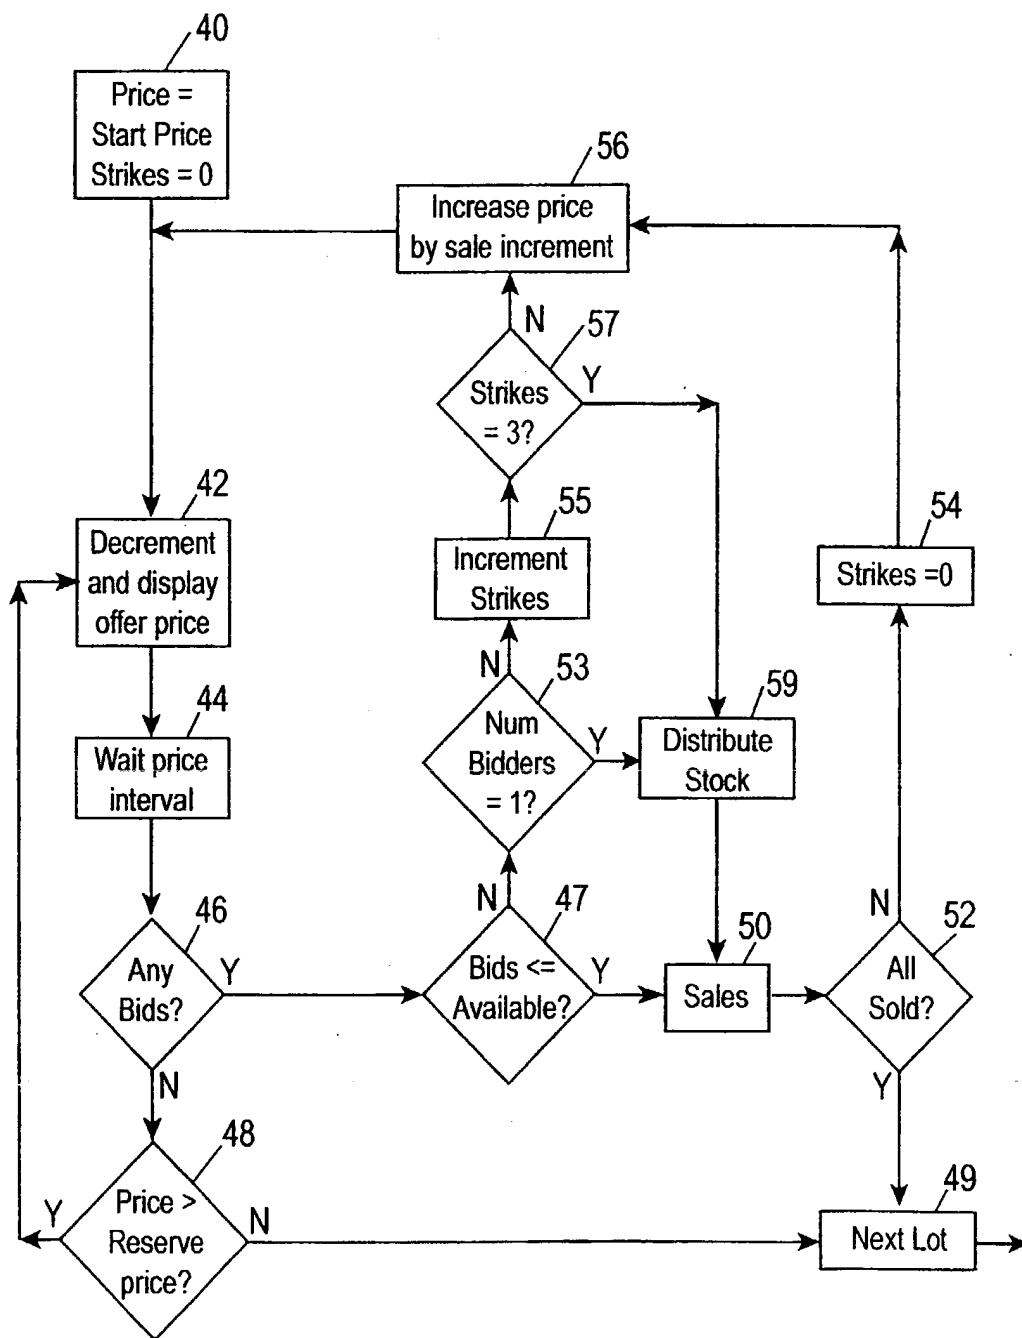 40
Price =
Start Price
Strikes = 0
56
Increase price
by sale increment
N
57
Strikes
= 3?
Y
42
Decrement
and display
offer price
55
Increment
Strikes
54
Strikes =0
N
53
Num
Bidders
= 1?
Y
59
Distribute
Stock
44
Wait price
interval
46
Any
Bids?
Y
N
N
47
Bids <=
Available?
Y
50
Sales
N
52
All
Sold?
Y
48
Price >
Reserve
price?
Y
N
49
Next Lot